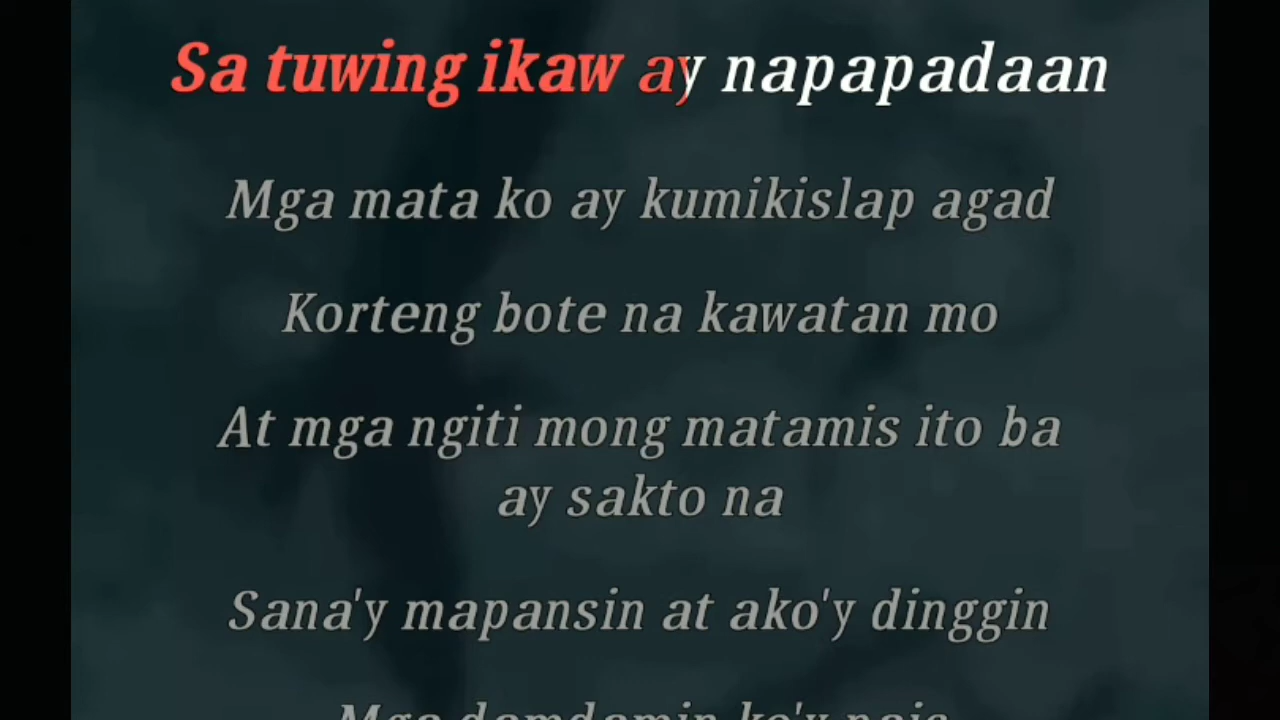 Sa tuwing ikaw ay napapadaan
Mga mata ko ay kumikislap agad
Korteng bote na kawatan mo
At mga ngiti mong matamis ito ba
ay sakto na
Sana'y mapansin at ako'y dinggin
Mga damdamin ko'y nais